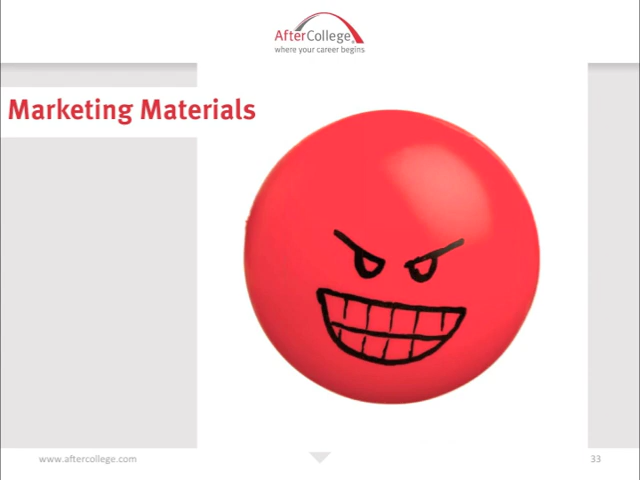 AfterCollege
where your career begins
Marketing Materials
www.aftercollege.com
33